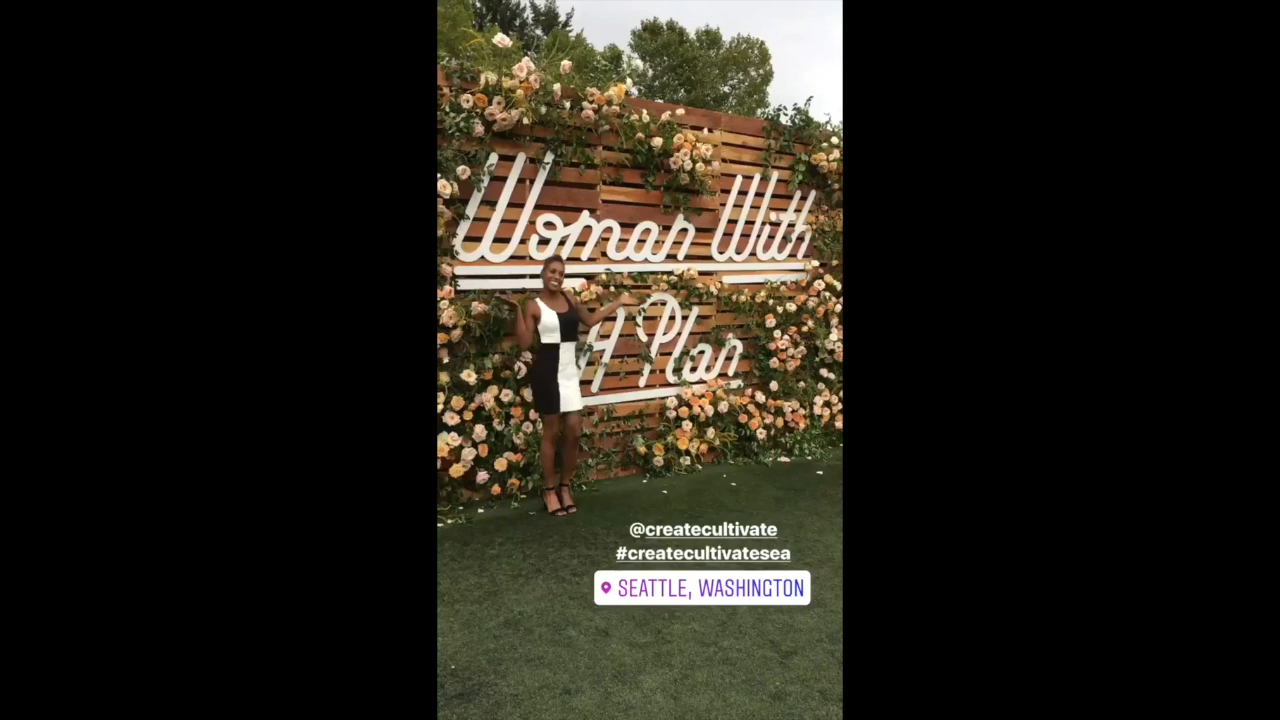 Woman With
A Plan
@createcultivate
#createcultivatesea
SEATTLE, WASHINGTON